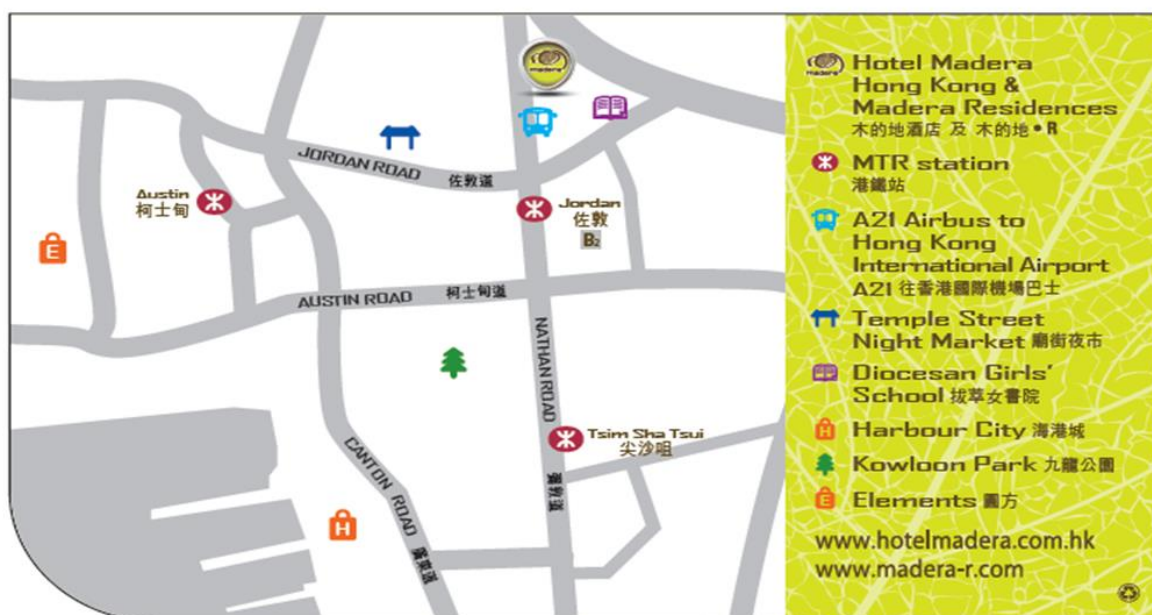 madera
JORDAN ROAD 佐敦道
Austin
柯士甸
Jordan
佐敦
B2
E
AUSTIN ROAD 柯士甸道
NATHAN ROAD 彌敦道
Tsim Sha Tsui
尖沙咀
CANTON ROAD 廣東道
H
madera
Hotel Madera
Hong Kong &
Madera Residences
木的地酒店 及 木的地•R
MTR station
港鐵站
A21 Airbus to
Hong Kong
International Airport
A21 往香港國際機場巴士
Temple Street
Night Market 廟街夜市
Diocesan Girls'
School 拔萃女書院
H Harbour City 海港城
Kowloon Park 九龍公園
E Elements 圓方
www.hotelmadera.com.hk
www.madera-r.com